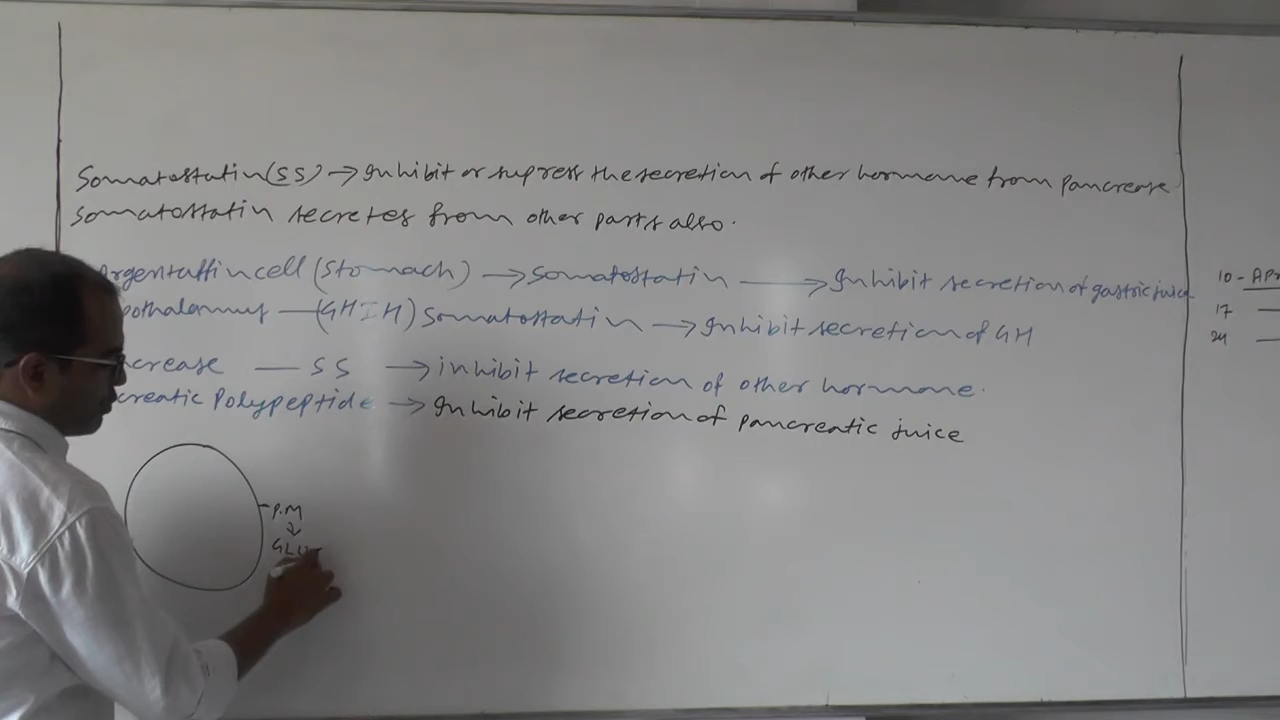 Somatostatin(SS) → Inhibit or supress the secretion of other hormone from pancrease
Somatostatin secretes from other parts also.
Argentaffin cell (Stomach) → Somatostatin → Inhibit secretion of gastric juice
pothalamus — (GHIH) Somatostatin → Inhibit secretion of GH
crease — SS → inhibit secretion of other hormone.
creatic Polypeptide → Inhibit secretion of pancreatic juice
P.M
↓
GLU
10 - Apr
17 —
24 —